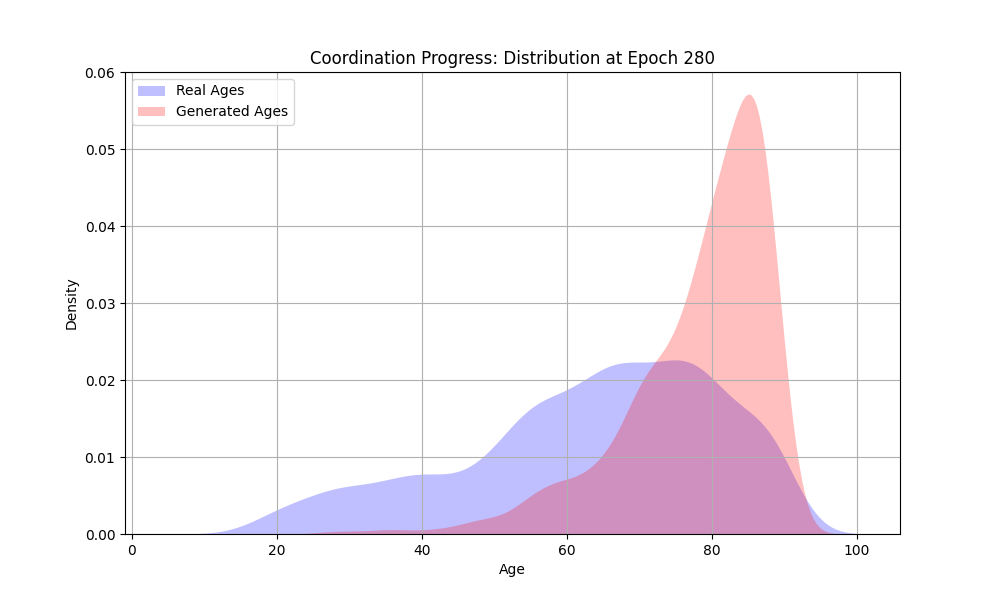 Coordination Progress: Distribution at Epoch 280
Real Ages
Generated Ages
0.06
0.05
0.04
0.03
0.02
0.01
0.00
Density
0 20 40 60 80 100
Age